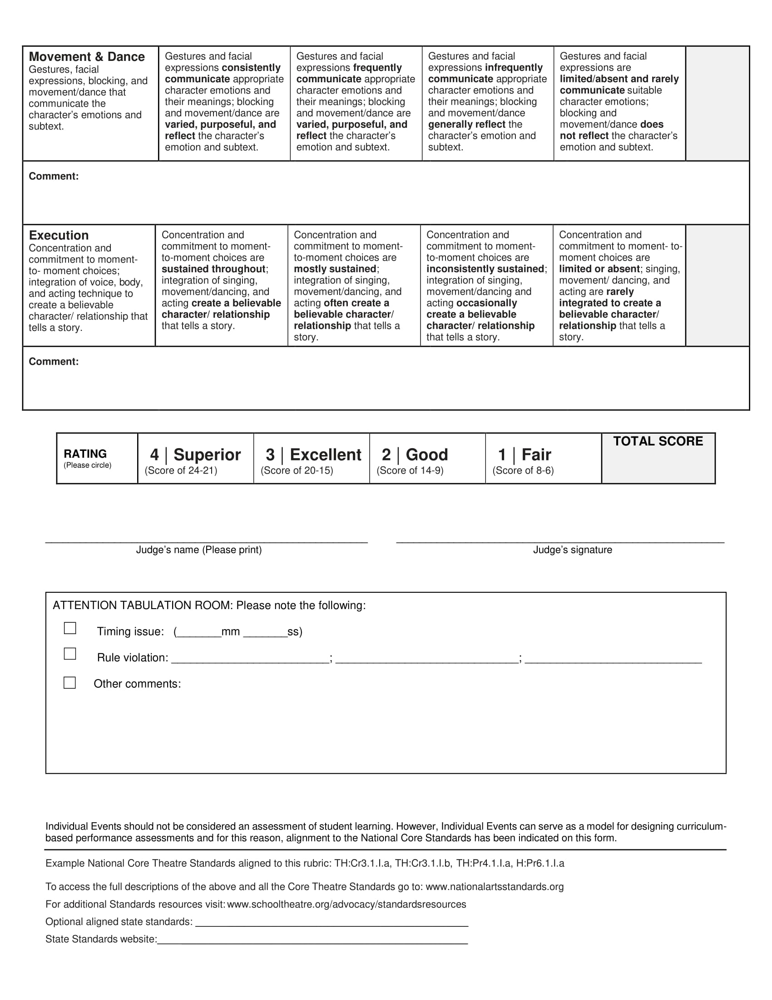 Movement & Dance
Gestures, facial
expressions, blocking, and
movement/dance that
communicate the
character’s emotions and
subtext.
Gestures and facial
expressions consistently
communicate appropriate
character emotions and
their meanings; blocking
and movement/dance are
varied, purposeful, and
reflect the character’s
emotion and subtext.
Gestures and facial
expressions frequently
communicate appropriate
character emotions and
their meanings; blocking
and movement/dance are
varied, purposeful, and
reflect the character’s
emotion and subtext.
Gestures and facial
expressions infrequently
communicate appropriate
character emotions and
their meanings; blocking
and movement/dance
generally reflect the
character’s emotion and
subtext.
Gestures and facial
expressions are
limited/absent and rarely
communicate suitable
character emotions;
blocking and
movement/dance does
not reflect the character’s
emotion and subtext.
Comment:
Execution
Concentration and
commitment to moment-
to- moment choices;
integration of voice, body,
and acting technique to
create a believable
character/ relationship that
tells a story.
Concentration and
commitment to moment-
to-moment choices are
sustained throughout;
integration of singing,
movement/dancing, and
acting create a believable
character/ relationship
that tells a story.
Concentration and
commitment to moment-
to-moment choices are
mostly sustained;
integration of singing,
movement/dancing, and
acting often create a
believable character/
relationship that tells a
story.
Concentration and
commitment to moment-
to-moment choices are
inconsistently sustained;
integration of singing,
movement/dancing and
acting occasionally
create a believable
character/ relationship
that tells a story.
Concentration and
commitment to moment- to-
moment choices are
limited or absent; singing,
movement/ dancing, and
acting are rarely
integrated to create a
believable character/
relationship that tells a
story.
Comment:
RATING
(Please circle)
4 | Superior
(Score of 24-21)
3 | Excellent
(Score of 20-15)
2 | Good
(Score of 14-9)
1 | Fair
(Score of 8-6)
TOTAL SCORE
Judge’s name (Please print)
Judge’s signature
ATTENTION TABULATION ROOM: Please note the following:
Timing issue: (_______mm _______ss)
Rule violation: _________________________; _____________________________; ____________________________
Other comments:
Individual Events should not be considered an assessment of student learning. However, Individual Events can serve as a model for designing curriculum-
based performance assessments and for this reason, alignment to the National Core Standards has been indicated on this form.
Example National Core Theatre Standards aligned to this rubric: TH:Cr3.1.I.a, TH:Cr3.1.I.b, TH:Pr4.1.I.a, H:Pr6.1.I.a
To access the full descriptions of the above and all the Core Theatre Standards go to: www.nationalartsstandards.org
For additional Standards resources visit: www.schooltheatre.org/advocacy/standardsresources
Optional aligned state standards: ________________________________________________
State Standards website:_______________________________________________________